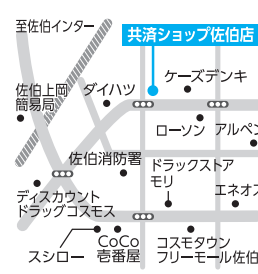 至佐伯インター
共済ショップ佐伯店
ケーズデンキ
佐伯上岡
簡易局
ダイハツ
ローソン
アルペン
佐伯消防署
ドラッグストア
モリ
ディスカウント
ドラッグコスモス
エネオス
CoCo
壱番屋
スシロー
コスモタウン
フリーモール佐伯